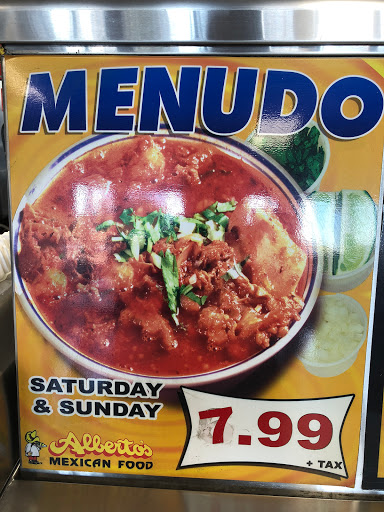 MENUDO
SATURDAY
& SUNDAY
7.99
+ TAX
Alberto's
MEXICAN FOOD